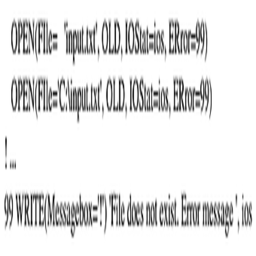 OPEN(FIle= 'input.txt', OLD, IOStat=ios, ERror=99)
OPEN(FIle='C:\input.txt', OLD, IOStat=ios, ERror=99)
! ...
99 WRITE(Messagebox='!') 'File does not exist. Error message ', ios